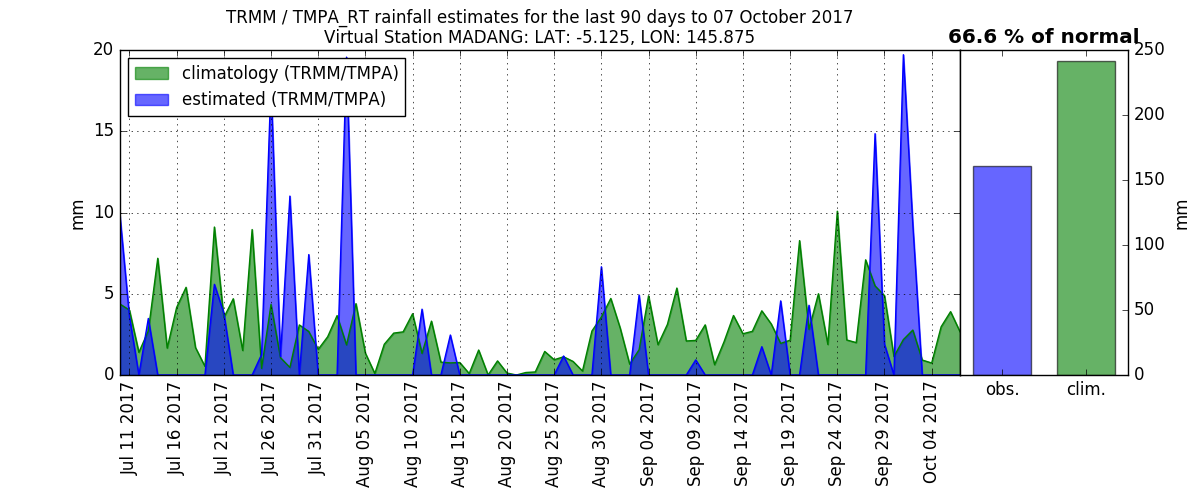 TRMM / TMPA_RT rainfall estimates for the last 90 days to 07 October 2017
Virtual Station MADANG: LAT: -5.125, LON: 145.875
66.6 % of normal
climatology (TRMM/TMPA)
estimated (TRMM/TMPA)
20
15
10
5
0
mm
250
200
150
100
50
0
mm
Jul 11 2017
Jul 16 2017
Jul 21 2017
Jul 26 2017
Jul 31 2017
Aug 05 2017
Aug 10 2017
Aug 15 2017
Aug 20 2017
Aug 25 2017
Aug 30 2017
Sep 04 2017
Sep 09 2017
Sep 14 2017
Sep 19 2017
Sep 24 2017
Sep 29 2017
Oct 04 2017
obs.
clim.